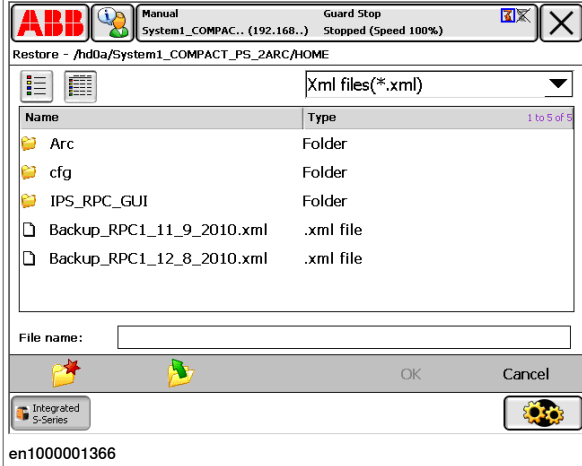 ABB
Manual
Guard Stop
System1_COMPAC.. (192.168..)
Stopped (Speed 100%)
Restore - /hd0a/System1_COMPACT_PS_2ARC/HOME
Xml files(*.xml)
Name
Type
1 to 5 of 5
Arc
Folder
cfg
Folder
IPS_RPC_GUI
Folder
Backup_RPC1_11_9_2010.xml
.xml file
Backup_RPC1_12_8_2010.xml
.xml file
File name:
OK
Cancel
Integrated
S-Series
en1000001366